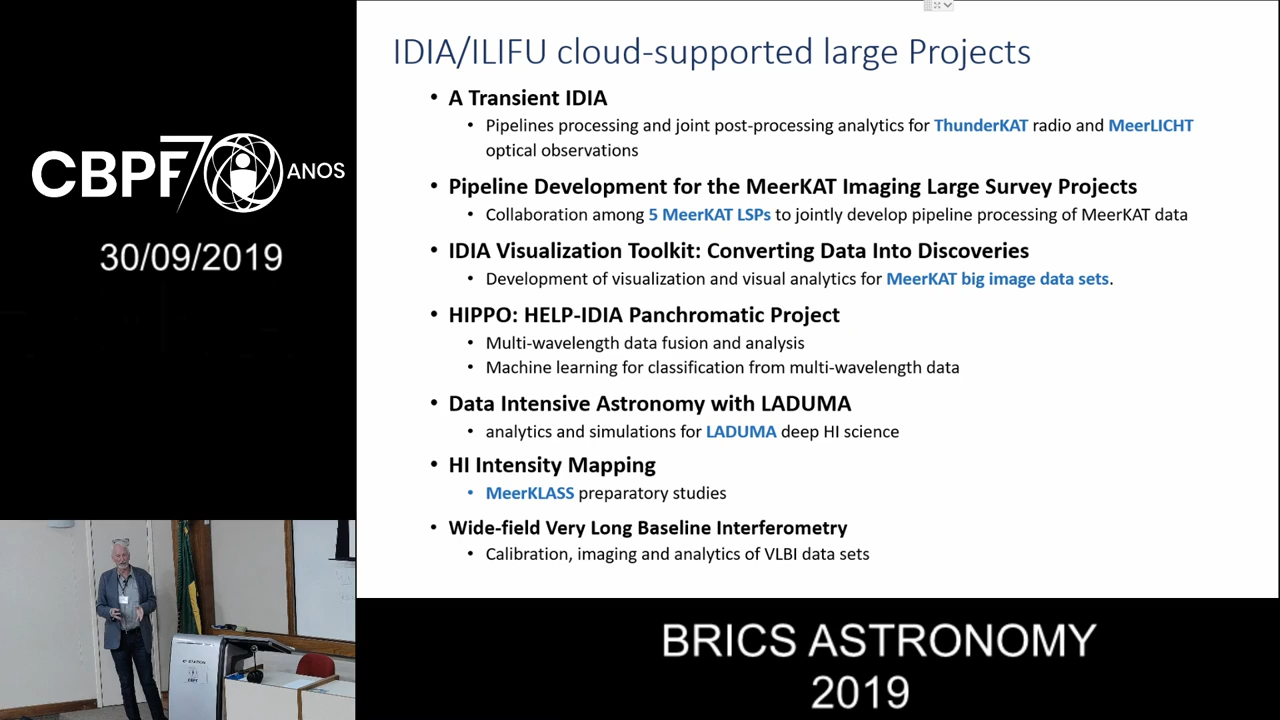 IDIA/ILIFU cloud-supported large Projects
• A Transient IDIA
• Pipelines processing and joint post-processing analytics for ThunderKAT radio and MeerLICHT
optical observations
• Pipeline Development for the MeerKAT Imaging Large Survey Projects
• Collaboration among 5 MeerKAT LSPs to jointly develop pipeline processing of MeerKAT data
• IDIA Visualization Toolkit: Converting Data Into Discoveries
• Development of visualization and visual analytics for MeerKAT big image data sets.
• HIPPO: HELP-IDIA Panchromatic Project
• Multi-wavelength data fusion and analysis
• Machine learning for classification from multi-wavelength data
• Data Intensive Astronomy with LADUMA
• analytics and simulations for LADUMA deep HI science
• HI Intensity Mapping
• MeerKLASS preparatory studies
• Wide-field Very Long Baseline Interferometry
• Calibration, imaging and analytics of VLBI data sets
CBPF 70 ANOS
30/09/2019
BRICS ASTRONOMY
2019